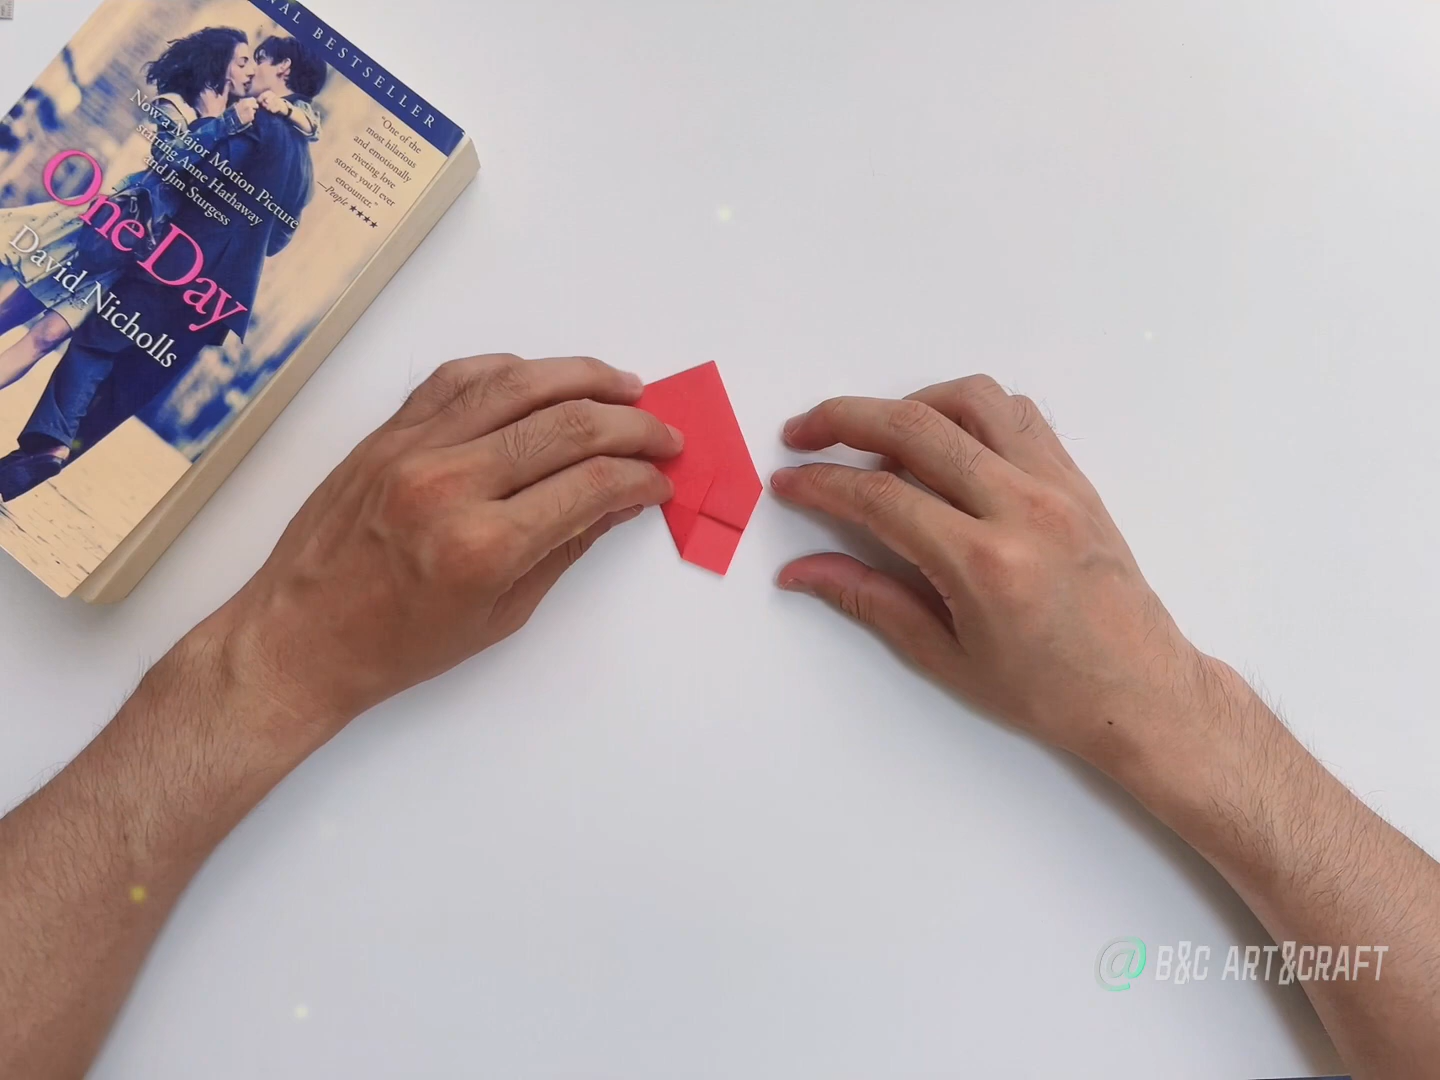 NAL BESTSELLER
"One of the
most hilarious
and emotionally
riveting love
stories you'll ever
encounter."
—People ★★★★
Now a Major Motion Picture
starring Anne Hathaway
and Jim Sturgess
One Day
David Nicholls
@ B&C ART&CRAFT